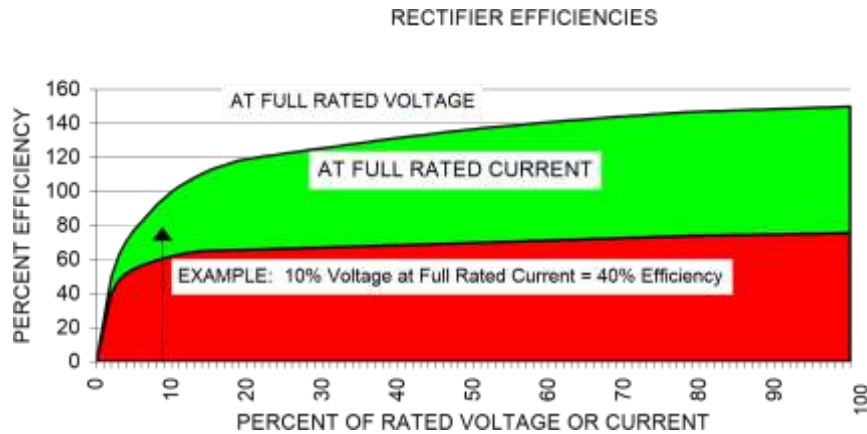 RECTIFIER EFFICIENCIES
160
AT FULL RATED VOLTAGE
140
120
AT FULL RATED CURRENT
100
80
60
EXAMPLE: 10% Voltage at Full Rated Current = 40% Efficiency
40
20
0
PERCENT EFFICIENCY
0 10 20 30 40 50 60 70 80 90 100
PERCENT OF RATED VOLTAGE OR CURRENT